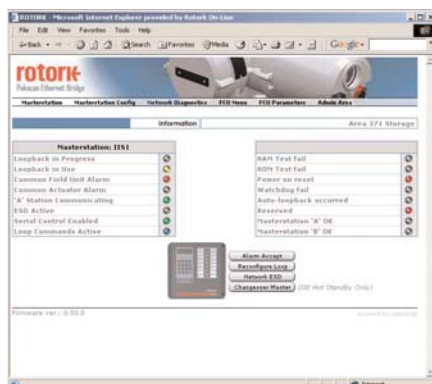 ROTORK - Microsoft Internet Explorer provided by Rotork On-Line
File Edit View Favorites Tools Help
Back Search Favorites Media Google
rotork
Pakscan Ethernet Bridge
Masterstation Masterstation Config Network Diagnostics FCU Menu FCU Parameters Admin Area
Information Area 371 Storage
Masterstation: IIS1
Loopback in Progress
Loopback in Use
Common Field Unit Alarm
Common Actuator Alarm
'A' Station Communicating
ESD Active
Serial Control Enabled
Loop Commands Active
RAM Test fail
ROM Test fail
Power on reset
Watchdog fail
Auto-loopback occurred
Reserved
Masterstation 'A' OK
Masterstation 'B' OK
Alarm Accept
Reconfigure Loop
Network ESD
Changeover Master (IIS Hot Standby Only)
Firmware ver.: 0.50.0
Internet